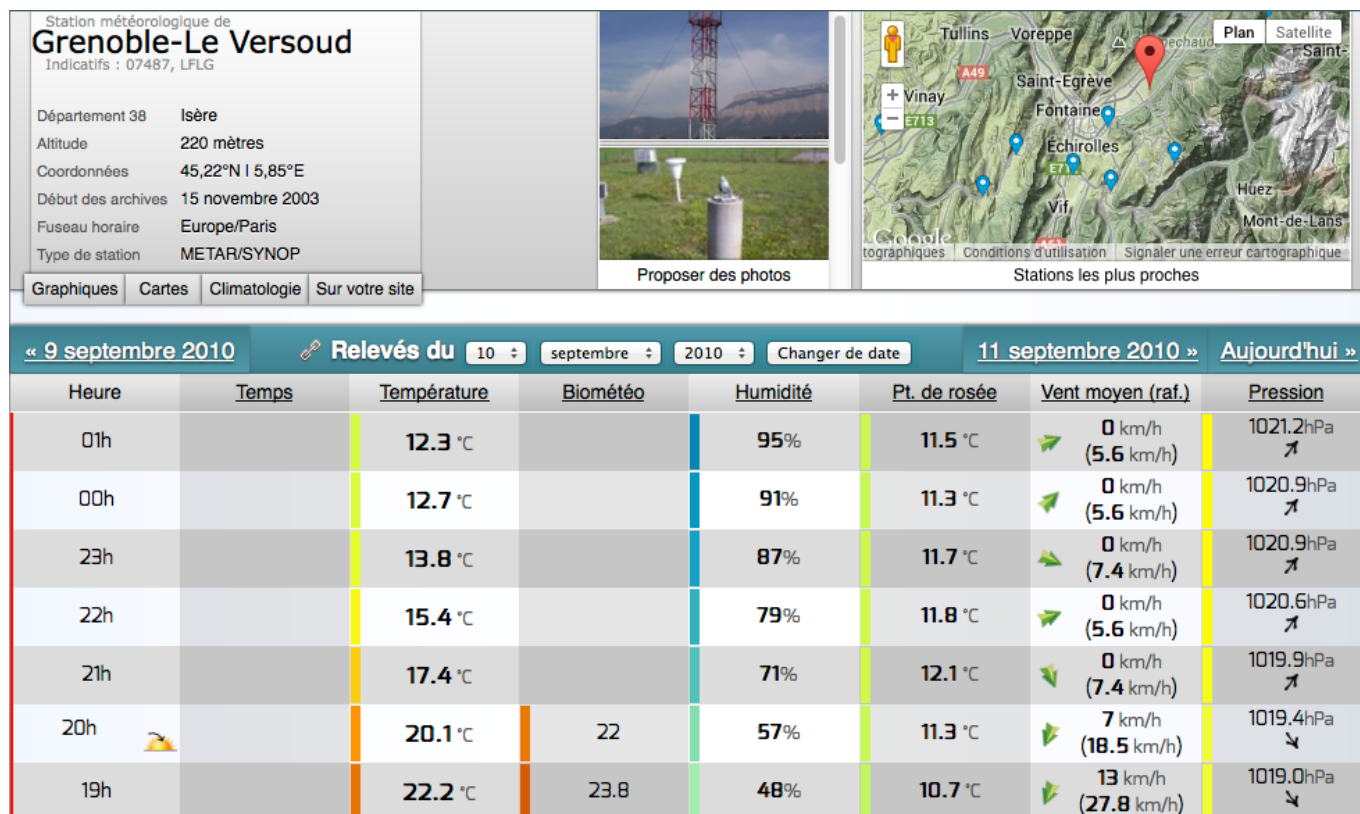 Station météorologique de
Grenoble-Le Versoud
Indicatifs : 07487, LFLG
Département 38 Isère
Altitude 220 mètres
Coordonnées 45,22°N | 5,85°E
Début des archives 15 novembre 2003
Fuseau horaire Europe/Paris
Type de station METAR/SYNOP
Graphiques Cartes Climatologie Sur votre site
Proposer des photos
Plan Satellite
Tullins Voreppe
Saint-
A49
Saint-Egrève
Vinay
E713
Fontaine
Échirolles
Huez
Vif
Mont-de-Lans
Google
tographiques Conditions d'utilisation Signaler une erreur cartographique
Stations les plus proches
« 9 septembre 2010 Relevés du 10 septembre 2010 Changer de date 11 septembre 2010 » Aujourd'hui »
Heure Temps Température Biométéo Humidité Pt. de rosée Vent moyen (raf.) Pression
01h 12.3 °C 95% 11.5 °C 0 km/h (5.6 km/h) 1021.2hPa
00h 12.7 °C 91% 11.3 °C 0 km/h (5.6 km/h) 1020.9hPa
23h 13.8 °C 87% 11.7 °C 0 km/h (7.4 km/h) 1020.9hPa
22h 15.4 °C 79% 11.8 °C 0 km/h (5.6 km/h) 1020.6hPa
21h 17.4 °C 71% 12.1 °C 0 km/h (7.4 km/h) 1019.9hPa
20h 20.1 °C 22 57% 11.3 °C 7 km/h (18.5 km/h) 1019.4hPa
19h 22.2 °C 23.8 48% 10.7 °C 13 km/h (27.8 km/h) 1019.0hPa